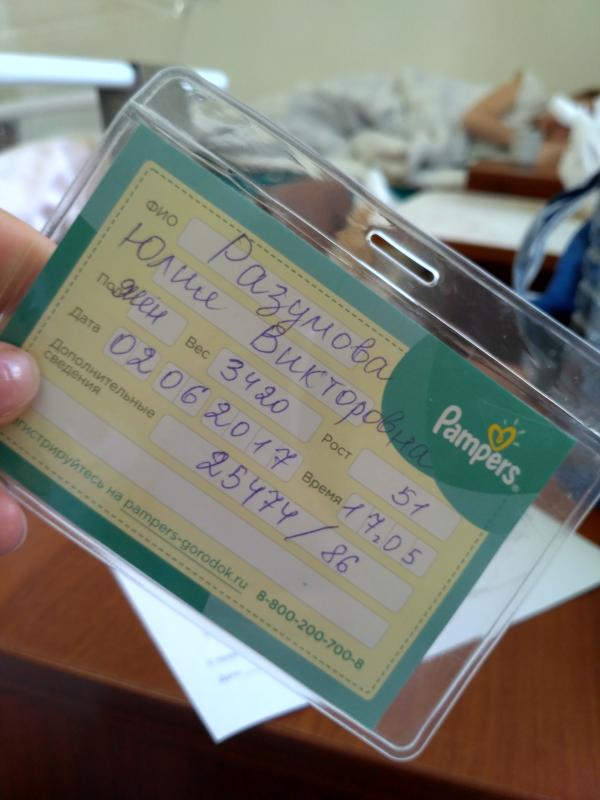 ФИО Разумова
Юлия Викторовна
Пол жен Вес 3420 Рост 51
Дата 02 06 2017 Время 17.05
Дополнительные
сведения 25474/86
егистрируйтесь на pampers-gorodok.ru 8-800-200-700-8
Pampers.